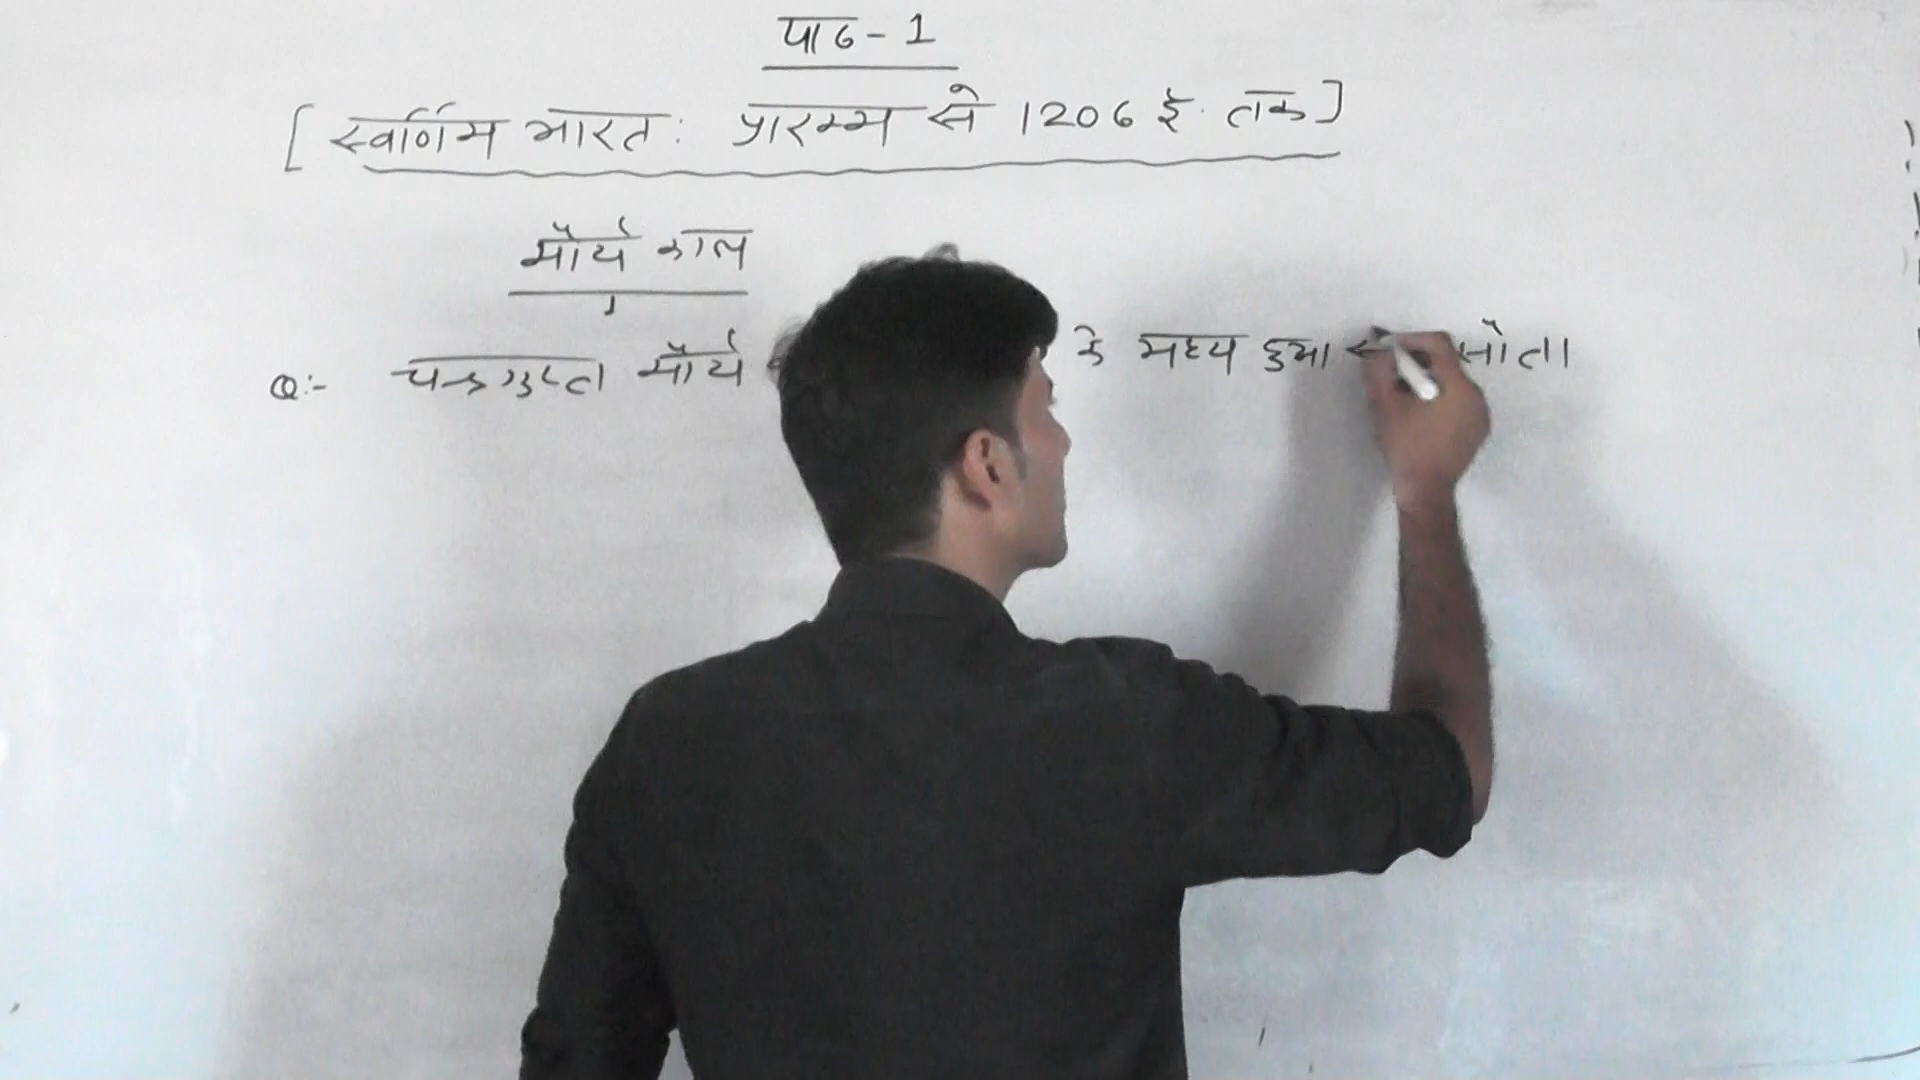 पाठ-1
[स्वर्णिम भारत: प्रारम्भ से 1206 ई. तक]
मौर्य काल
Q:- चन्द्रगुप्त मौर्य के मध्य हुआ